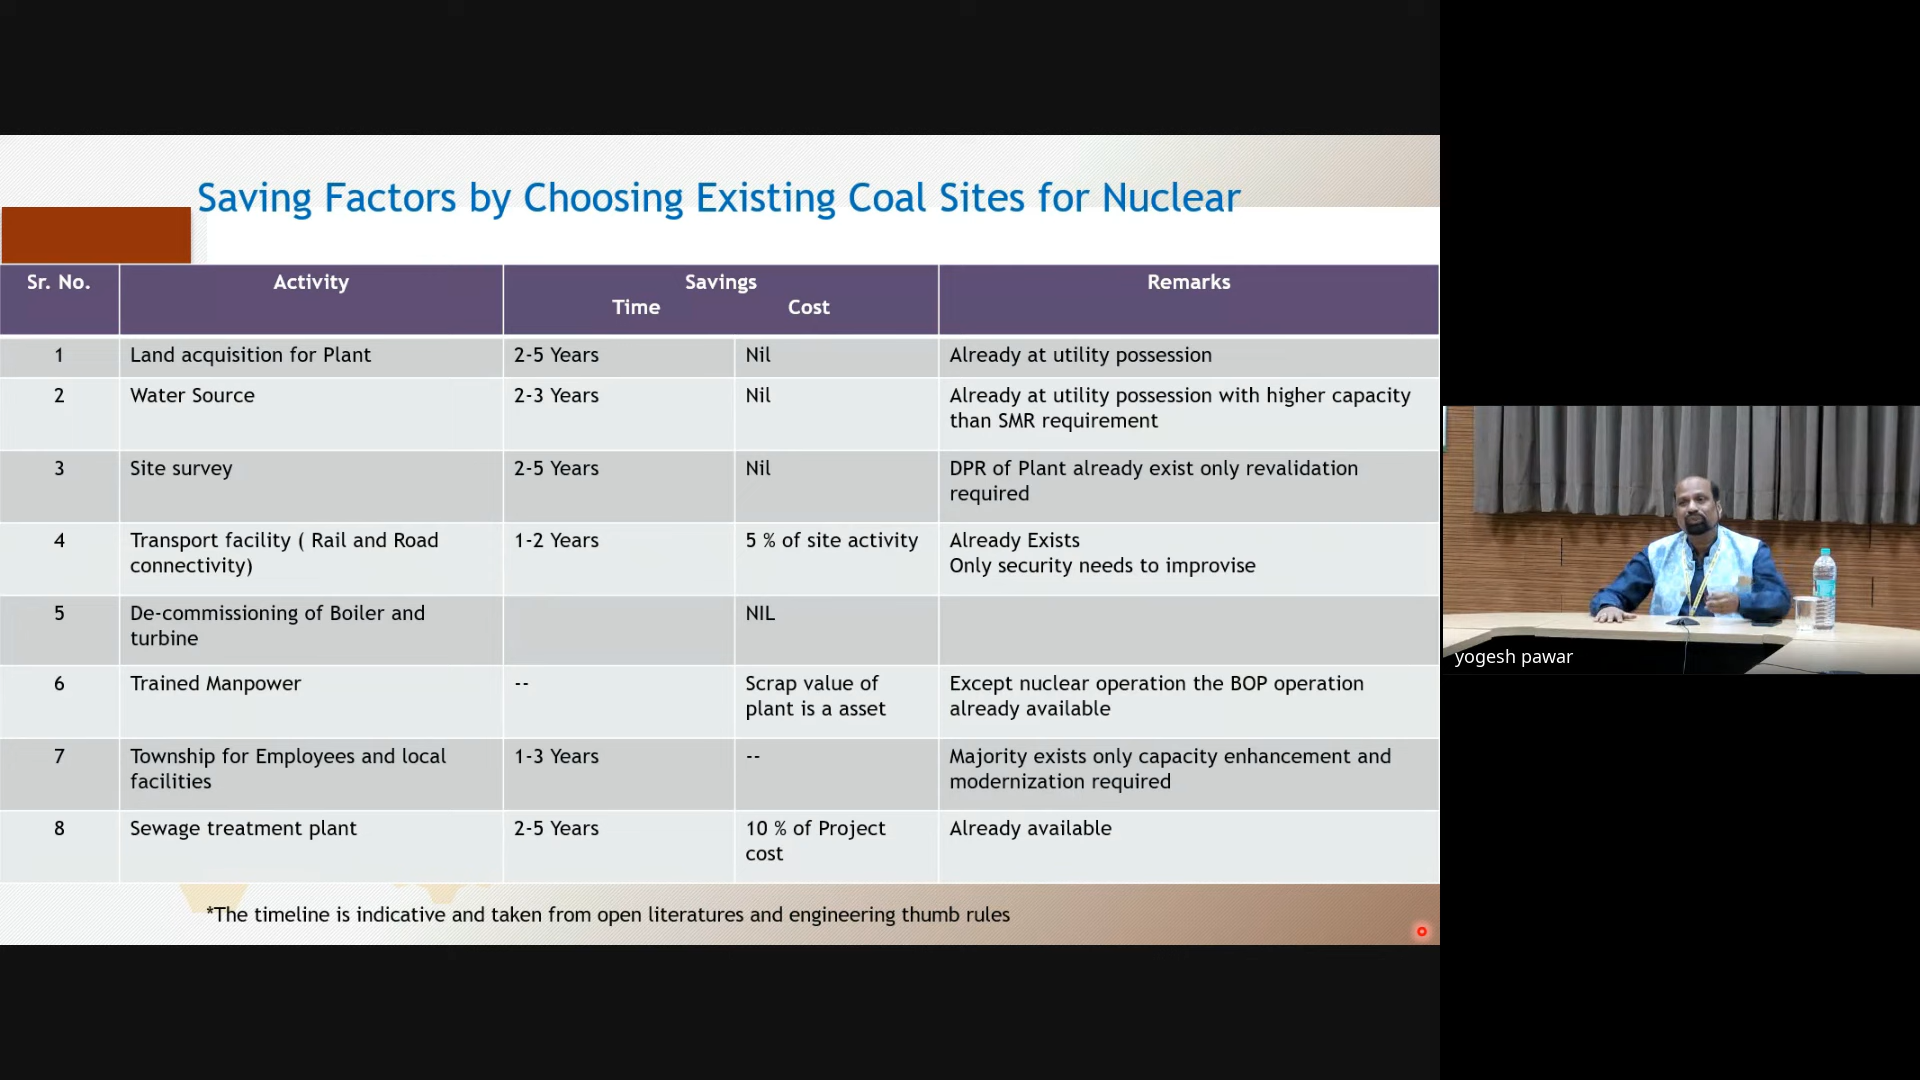 Saving Factors by Choosing Existing Coal Sites for Nuclear
Sr. No. Activity Savings Remarks
Time Cost
1 Land acquisition for Plant 2-5 Years Nil Already at utility possession
2 Water Source 2-3 Years Nil Already at utility possession with higher capacity
than SMR requirement
3 Site survey 2-5 Years Nil DPR of Plant already exist only revalidation
required
4 Transport facility ( Rail and Road 1-2 Years 5 % of site activity Already Exists
connectivity) Only security needs to improvise
5 De-commissioning of Boiler and NIL
turbine
6 Trained Manpower -- Scrap value of Except nuclear operation the BOP operation
plant is a asset already available
7 Township for Employees and local 1-3 Years -- Majority exists only capacity enhancement and
facilities modernization required
8 Sewage treatment plant 2-5 Years 10 % of Project Already available
cost
*The timeline is indicative and taken from open literatures and engineering thumb rules
yogesh pawar